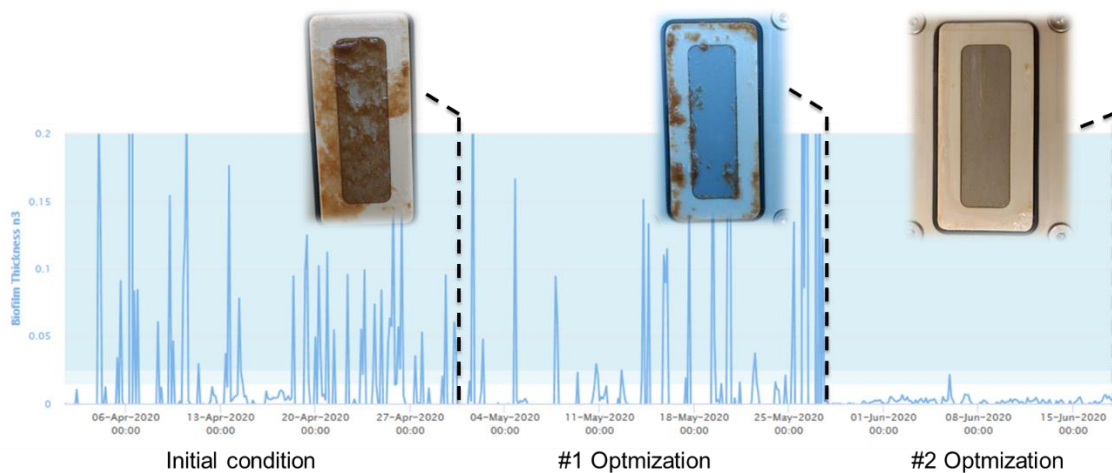 0.2
0.15
0.1
0.05
0
Biofilm Thickness n3
06-Apr-2020
00:00
13-Apr-2020
00:00
20-Apr-2020
00:00
27-Apr-2020
00:00
04-May-2020
00:00
11-May-2020
00:00
18-May-2020
00:00
25-May-2020
00:00
01-Jun-2020
00:00
08-Jun-2020
00:00
15-Jun-2020
00:00
Initial condition
#1 Optmization
#2 Optmization